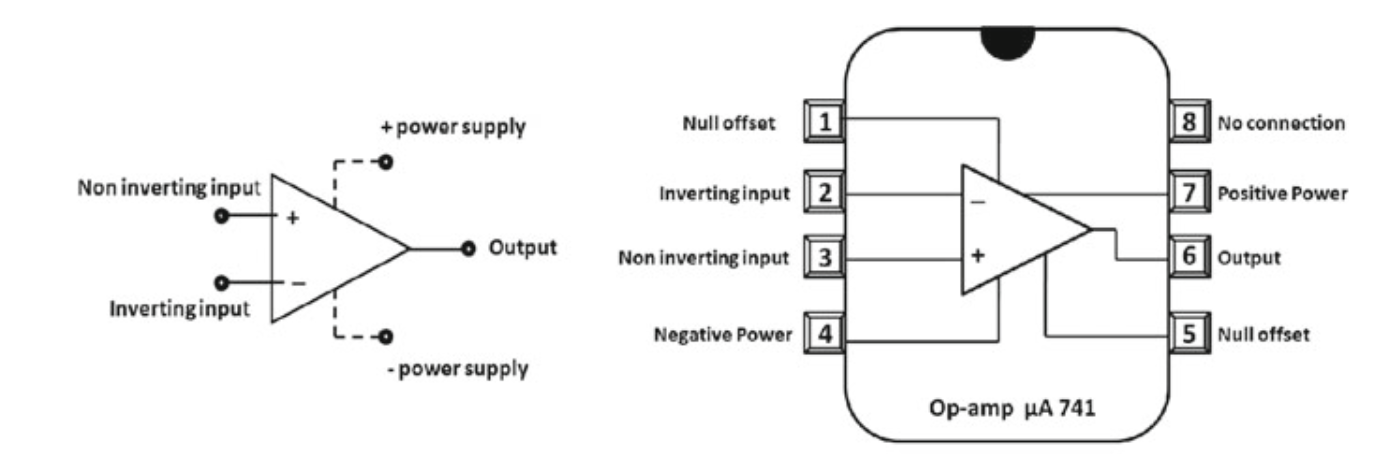 + power supply
Non inverting input
+
Output
−
Inverting input
- power supply
Null offset 1
8 No connection
Inverting input 2
−
7 Positive Power
Non inverting input 3
+
6 Output
Negative Power 4
5 Null offset
Op-amp μA 741